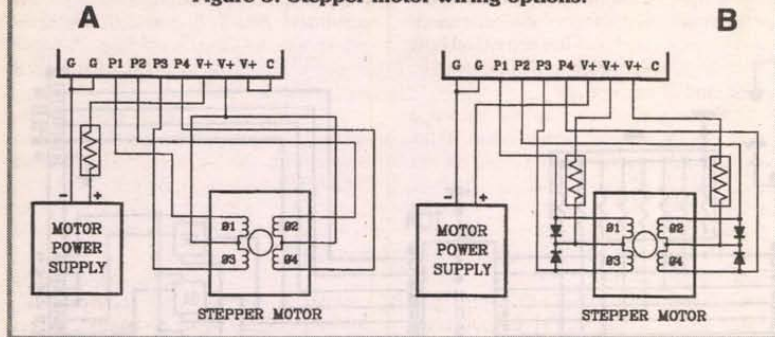 Figure 3. Stepper motor wiring options.
A
G G P1 P2 P3 P4 V+ V+ V+ C
- +
MOTOR
POWER
SUPPLY
Ø1 Ø2
Ø3 Ø4
STEPPER MOTOR
B
G G P1 P2 P3 P4 V+ V+ V+ C
- +
MOTOR
POWER
SUPPLY
Ø1 Ø2
Ø3 Ø4
STEPPER MOTOR